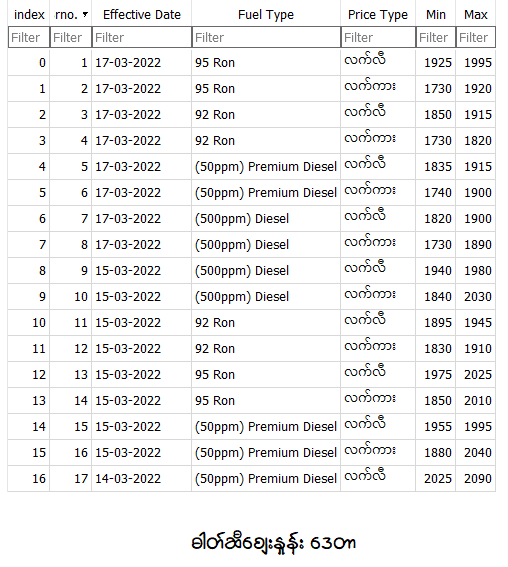 index rno. Effective Date Fuel Type Price Type Min Max
Filter Filter Filter Filter Filter Filter Filter
0 1 17-03-2022 95 Ron လက်လီ 1925 1995
1 2 17-03-2022 95 Ron လက်ကား 1730 1920
2 3 17-03-2022 92 Ron လက်လီ 1850 1915
3 4 17-03-2022 92 Ron လက်ကား 1730 1820
4 5 17-03-2022 (50ppm) Premium Diesel လက်လီ 1835 1915
5 6 17-03-2022 (50ppm) Premium Diesel လက်ကား 1740 1900
6 7 17-03-2022 (500ppm) Diesel လက်လီ 1820 1900
7 8 17-03-2022 (500ppm) Diesel လက်ကား 1730 1890
8 9 15-03-2022 (500ppm) Diesel လက်လီ 1940 1980
9 10 15-03-2022 (500ppm) Diesel လက်ကား 1840 2030
10 11 15-03-2022 92 Ron လက်လီ 1895 1945
11 12 15-03-2022 92 Ron လက်ကား 1830 1910
12 13 15-03-2022 95 Ron လက်လီ 1975 2025
13 14 15-03-2022 95 Ron လက်ကား 1850 2010
14 15 15-03-2022 (50ppm) Premium Diesel လက်လီ 1955 1995
15 16 15-03-2022 (50ppm) Premium Diesel လက်ကား 1880 2040
16 17 14-03-2022 (50ppm) Premium Diesel လက်လီ 2025 2090
ဓါတ်ဆီဈေးနှုန်း ဒေတာ